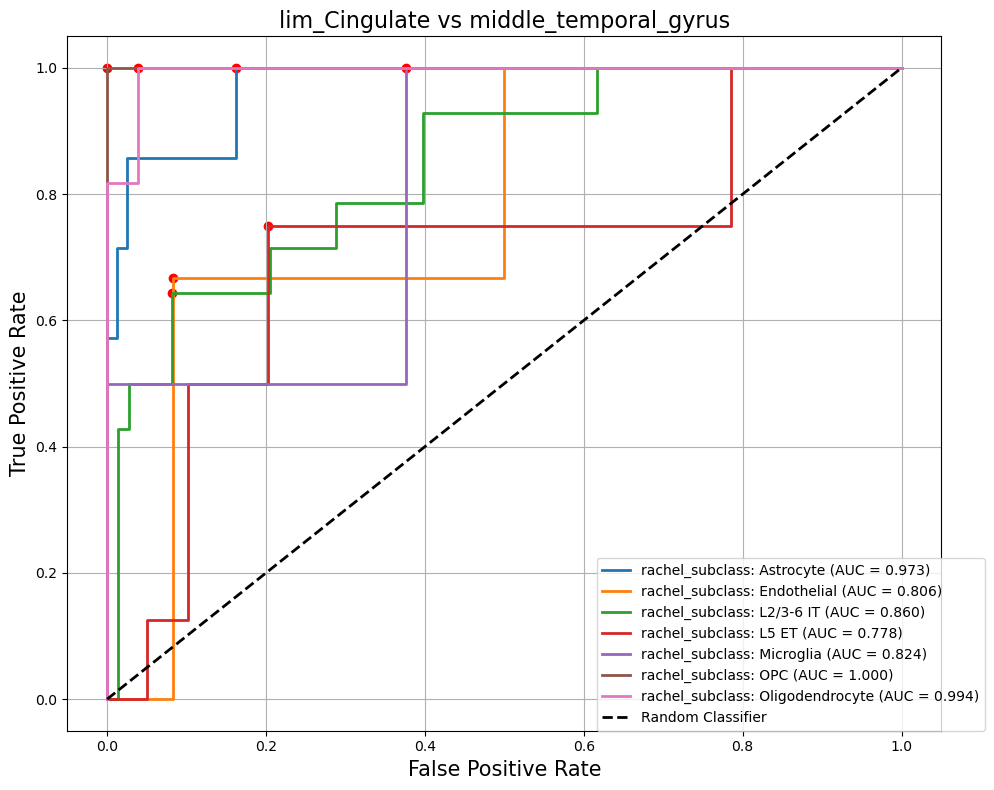 lim_Cingulate vs middle_temporal_gyrus
True Positive Rate
1.0
0.8
0.6
0.4
0.2
0.0
rachel_subclass: Astrocyte (AUC = 0.973)
rachel_subclass: Endothelial (AUC = 0.806)
rachel_subclass: L2/3-6 IT (AUC = 0.860)
rachel_subclass: L5 ET (AUC = 0.778)
rachel_subclass: Microglia (AUC = 0.824)
rachel_subclass: OPC (AUC = 1.000)
rachel_subclass: Oligodendrocyte (AUC = 0.994)
Random Classifier
0.0 0.2 0.4 0.6 0.8 1.0
False Positive Rate